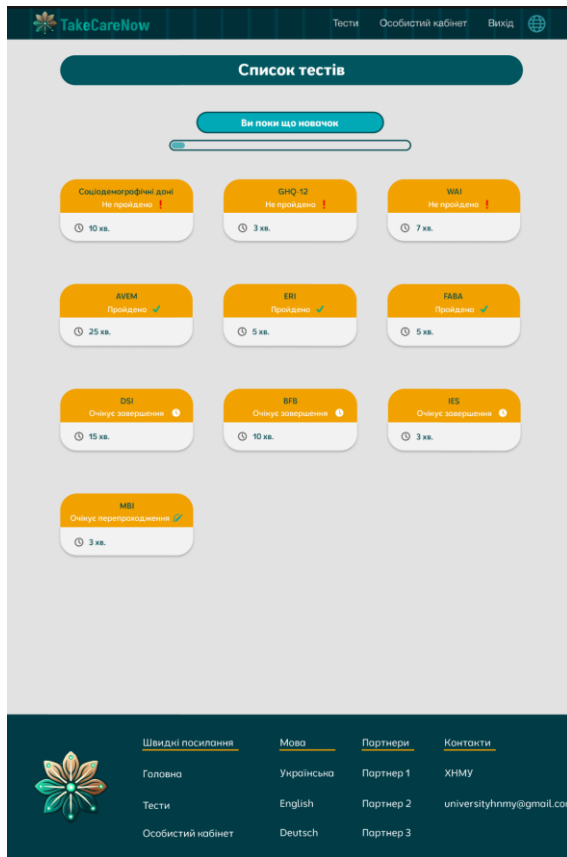 TakeCareNow
Тести Особистий кабінет Вихід
Список тестів
Ви поки що новачок
Соціодемографічні дані
Не пройдено
10 хв.
GHQ-12
Не пройдено
3 хв.
WAI
Не пройдено
7 хв.
AVEM
Пройдено
25 хв.
ERI
Пройдено
5 хв.
FABA
Пройдено
5 хв.
DSI
Очікує завершення
15 хв.
BFB
Очікує завершення
10 хв.
IES
Очікує завершення
3 хв.
MBI
Очікує перепроходження
3 хв.
Швидкі посилання
Головна
Тести
Особистий кабінет
Мова
Українська
English
Deutsch
Партнери
Партнер 1
Партнер 2
Партнер 3
Контакти
ХНМУ
universityhnmy@gmail.co